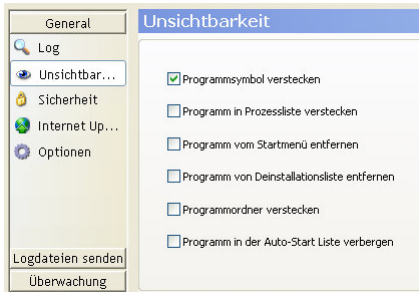 General
Log
Unsichtbar...
Sicherheit
Internet Up...
Optionen
Logdateien senden
Überwachung
Unsichtbarkeit
Programmsymbol verstecken
Programm in Prozessliste verstecken
Programm vom Startmenü entfernen
Programm von Deinstallationsliste entfernen
Programmordner verstecken
Programm in der Auto-Start Liste verbergen